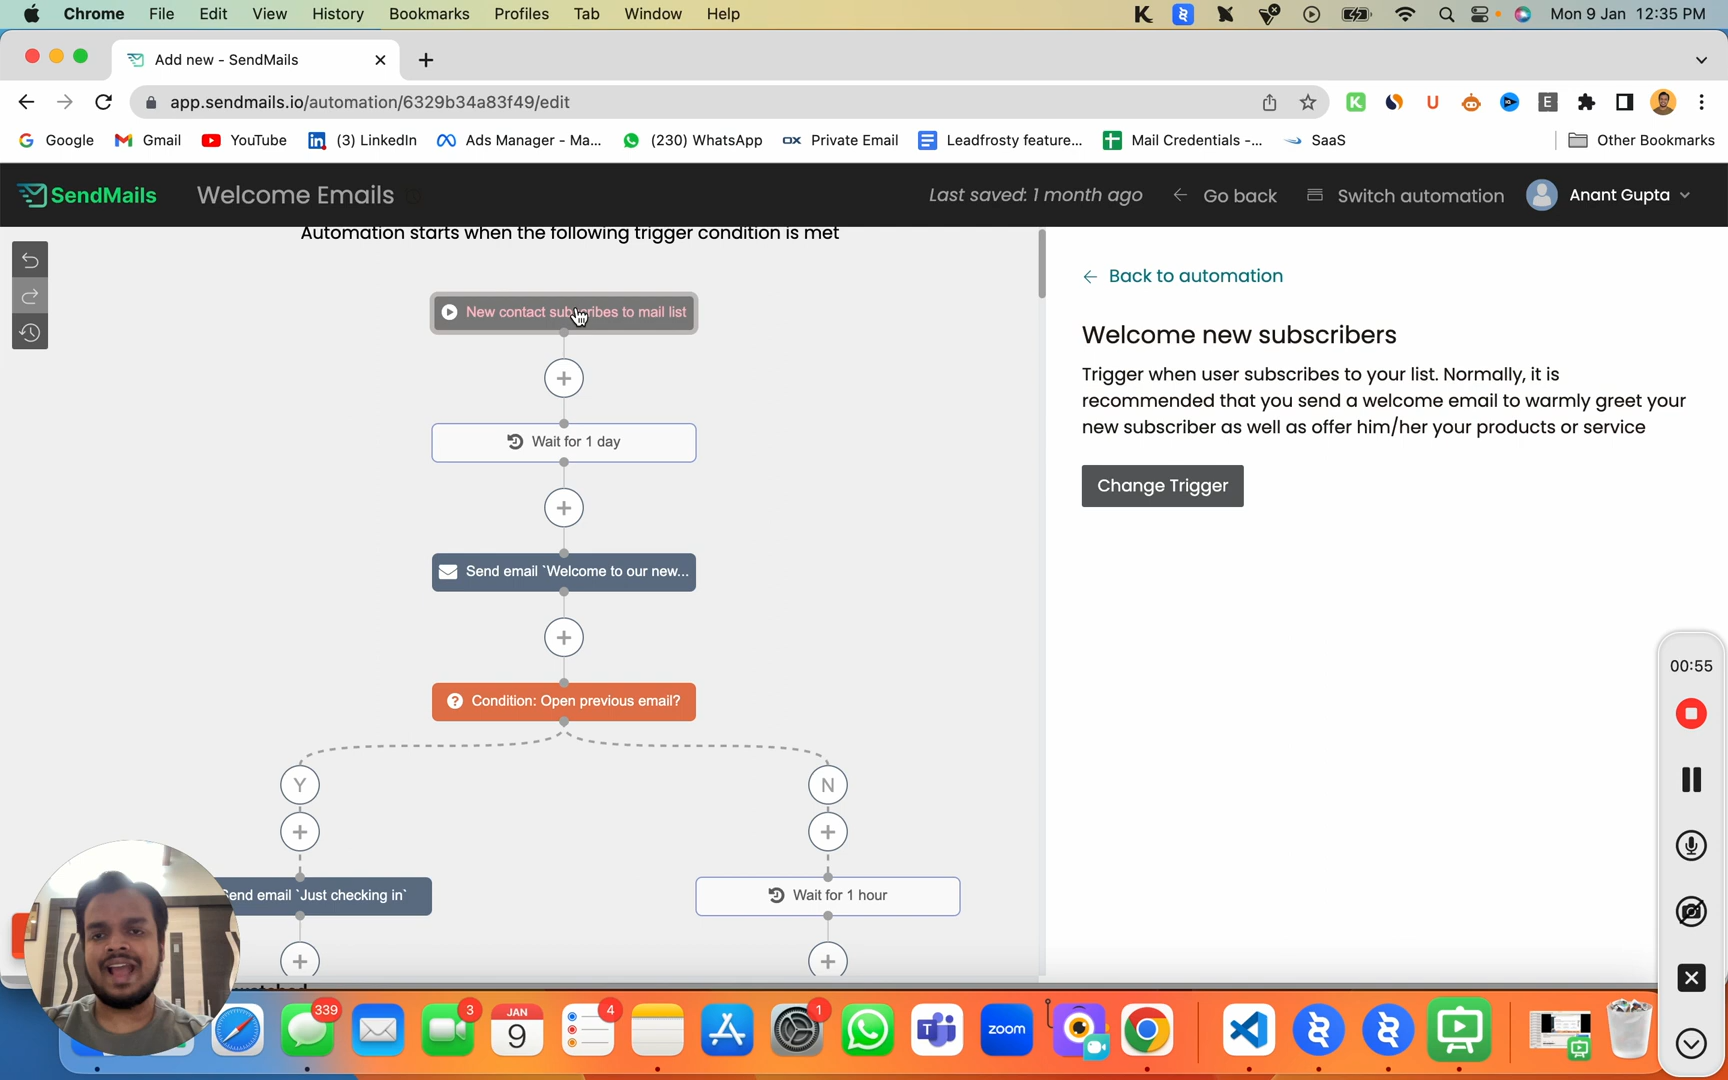 Chrome File Edit View History Bookmarks Profiles Tab Window Help
Mon 9 Jan 12:35 PM
Add new - SendMails
app.sendmails.io/automation/6329b34a83f49/edit
Google Gmail YouTube (3) LinkedIn Ads Manager - Ma... (230) WhatsApp OX Private Email Leadfrosty feature... Mail Credentials -... SaaS Other Bookmarks
SendMails Welcome Emails Last saved: 1 month ago Go back Switch automation Anant Gupta
Automation starts when the following trigger condition is met
New contact subscribes to mail list
Wait for 1 day
Send email `Welcome to our new...
Condition: Open previous email?
Y N
Send email `Just checking in` Wait for 1 hour
Back to automation
Welcome new subscribers
Trigger when user subscribes to your list. Normally, it is
recommended that you send a welcome email to warmly greet your
new subscriber as well as offer him/her your products or service
Change Trigger
00:55
339
3
JAN
9
4
1
zoom